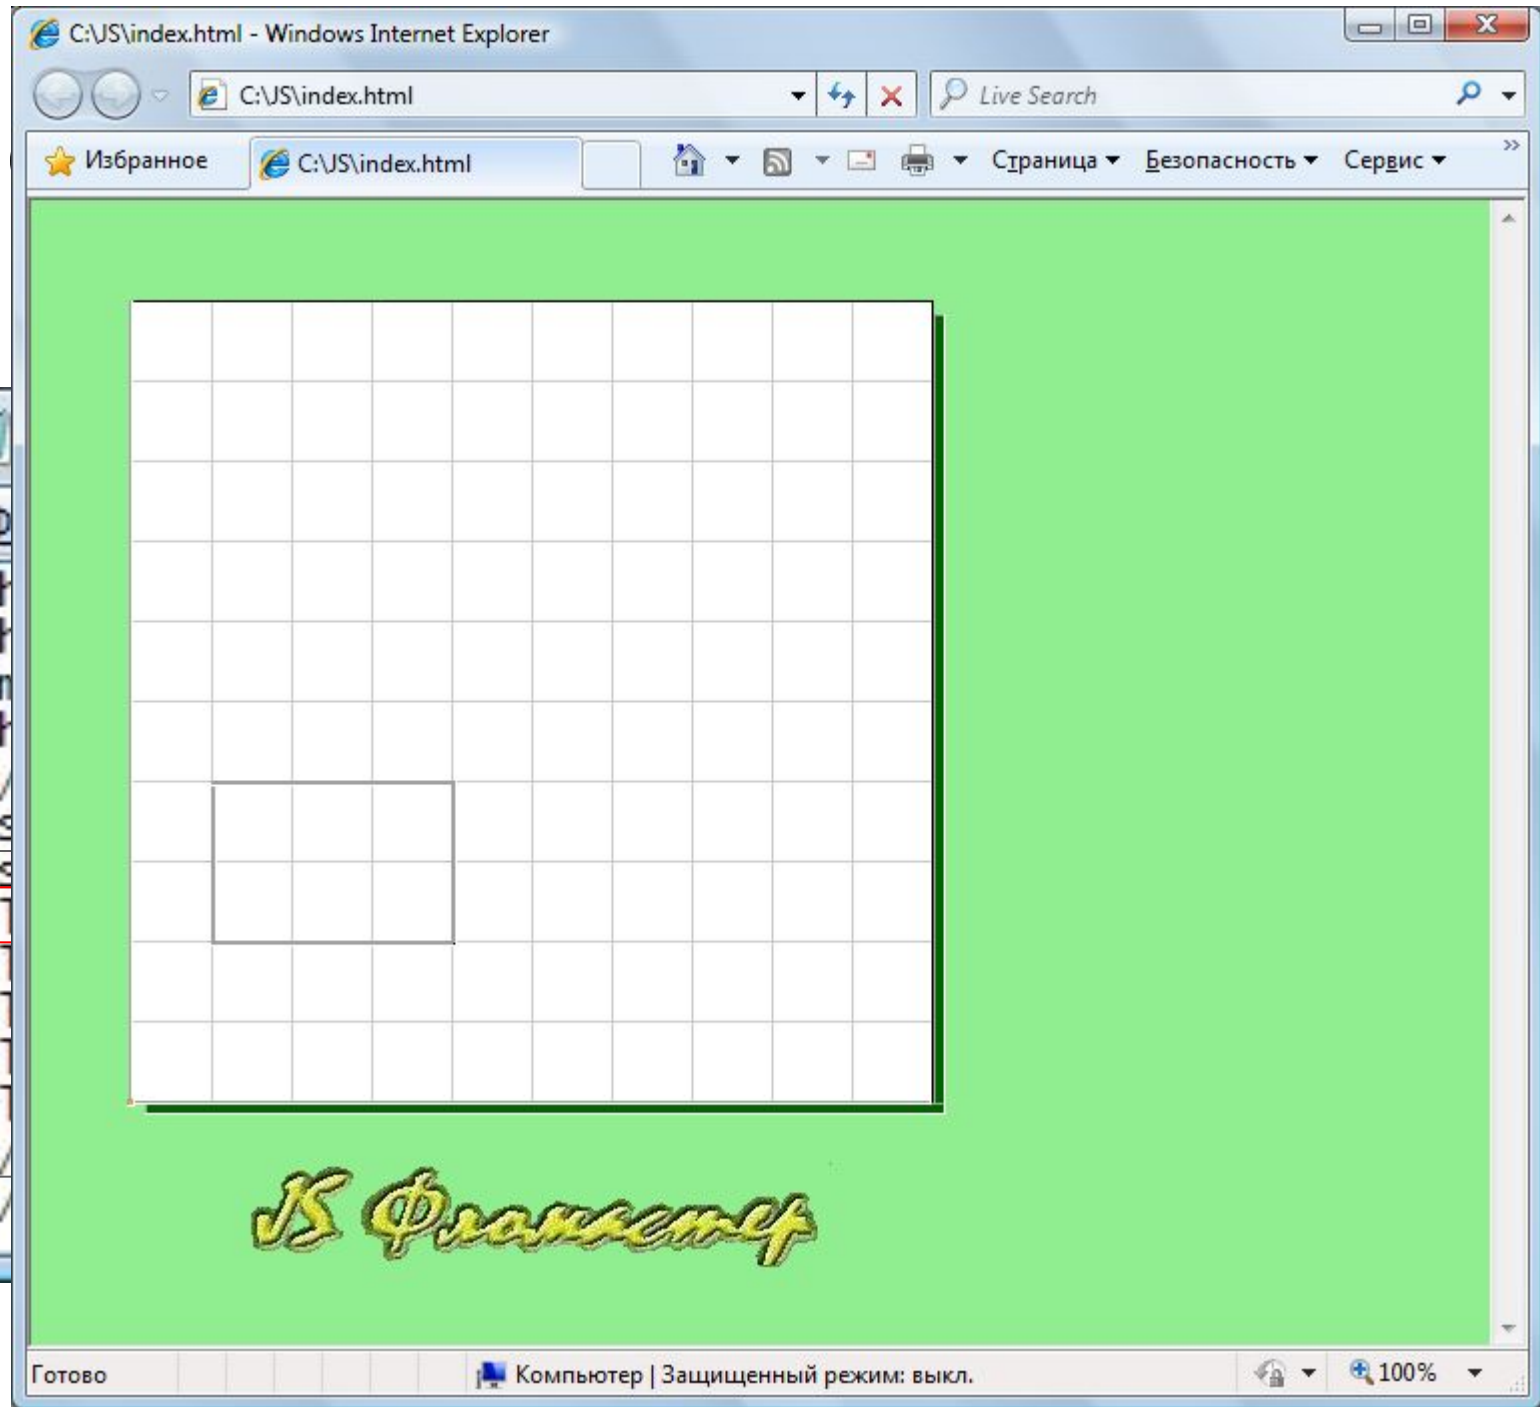 C:\JS\index.html - Windows Internet Explorer
C:\JS\index.html
Live Search
Избранное
C:\JS\index.html
Страница
Безопасность
Сервис
JS Фломастер
Готово
Компьютер | Защищенный режим: выкл.
100%